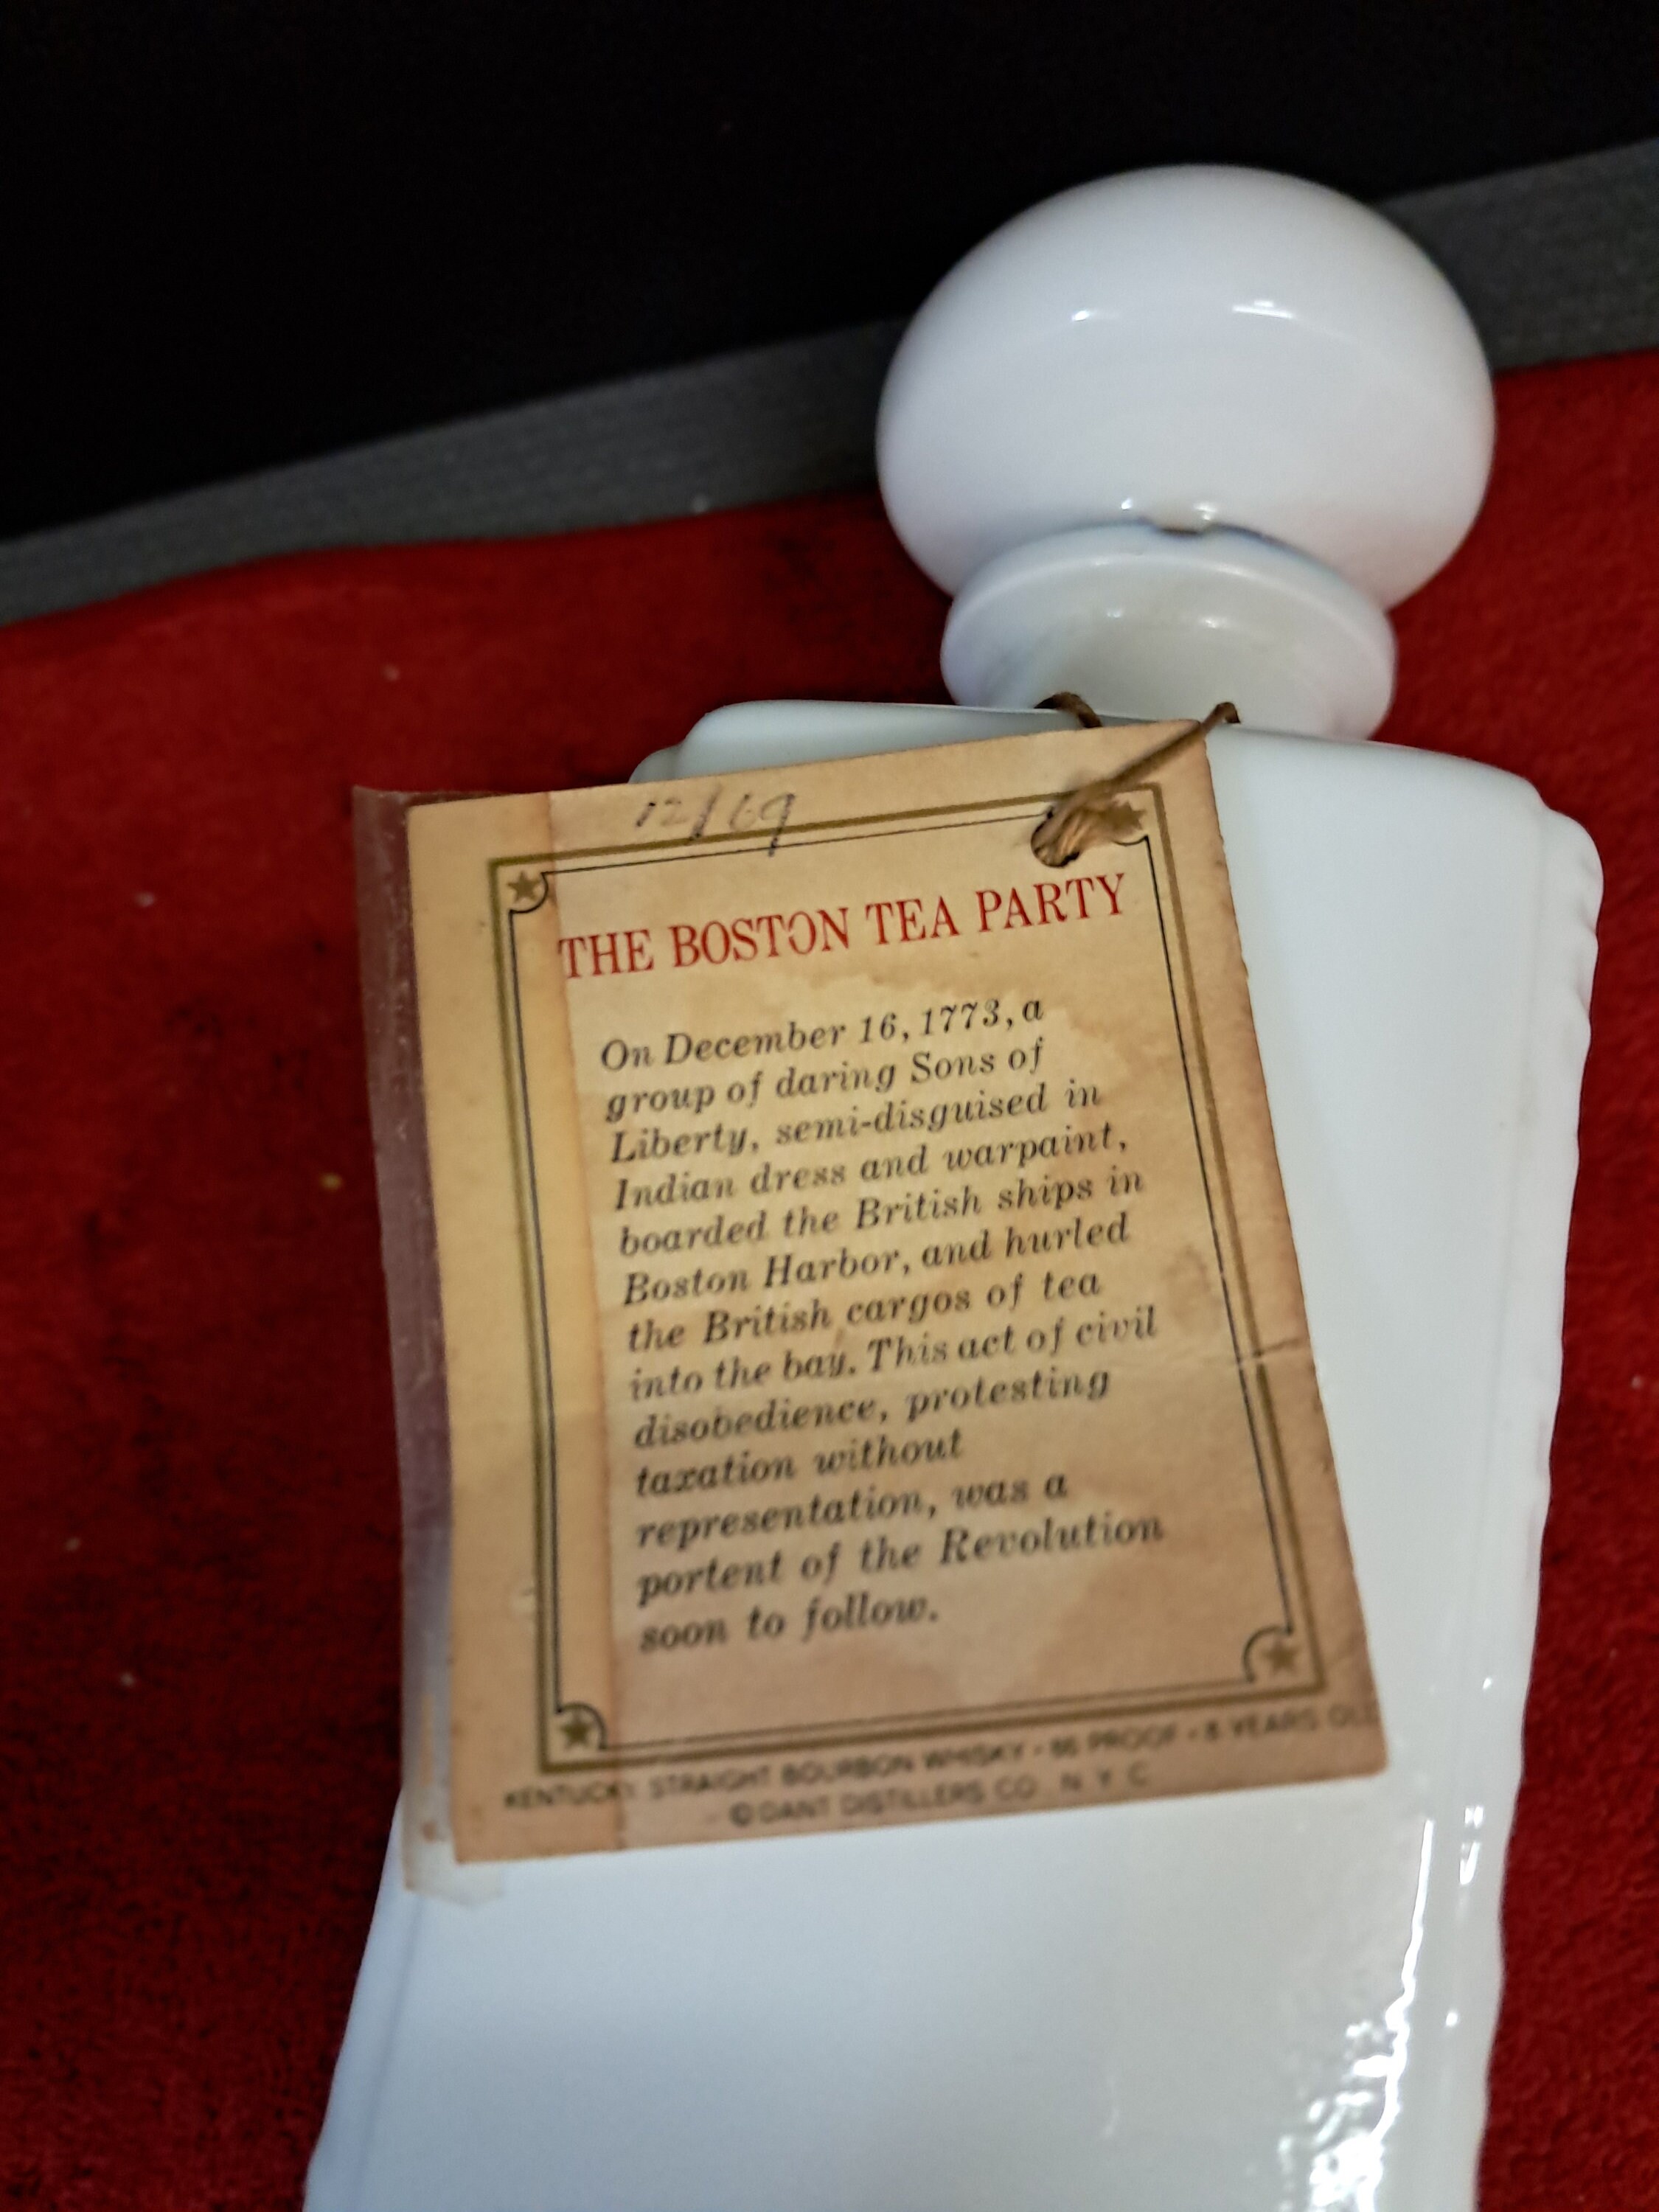 12/69
THE BOSTON TEA PARTY
On December 16, 1773, a
group of daring Sons of
Liberty, semi-disguised in
Indian dress and warpaint,
boarded the British ships in
Boston Harbor, and hurled
the British cargos of tea
into the bay. This act of civil
disobedience, protesting
taxation without
representation, was a
portent of the Revolution
soon to follow.
KENTUCKY STRAIGHT BOURBON WHISKY • 86 PROOF • YEARS OLD
© DANT DISTILLERS CO. N.Y.C.